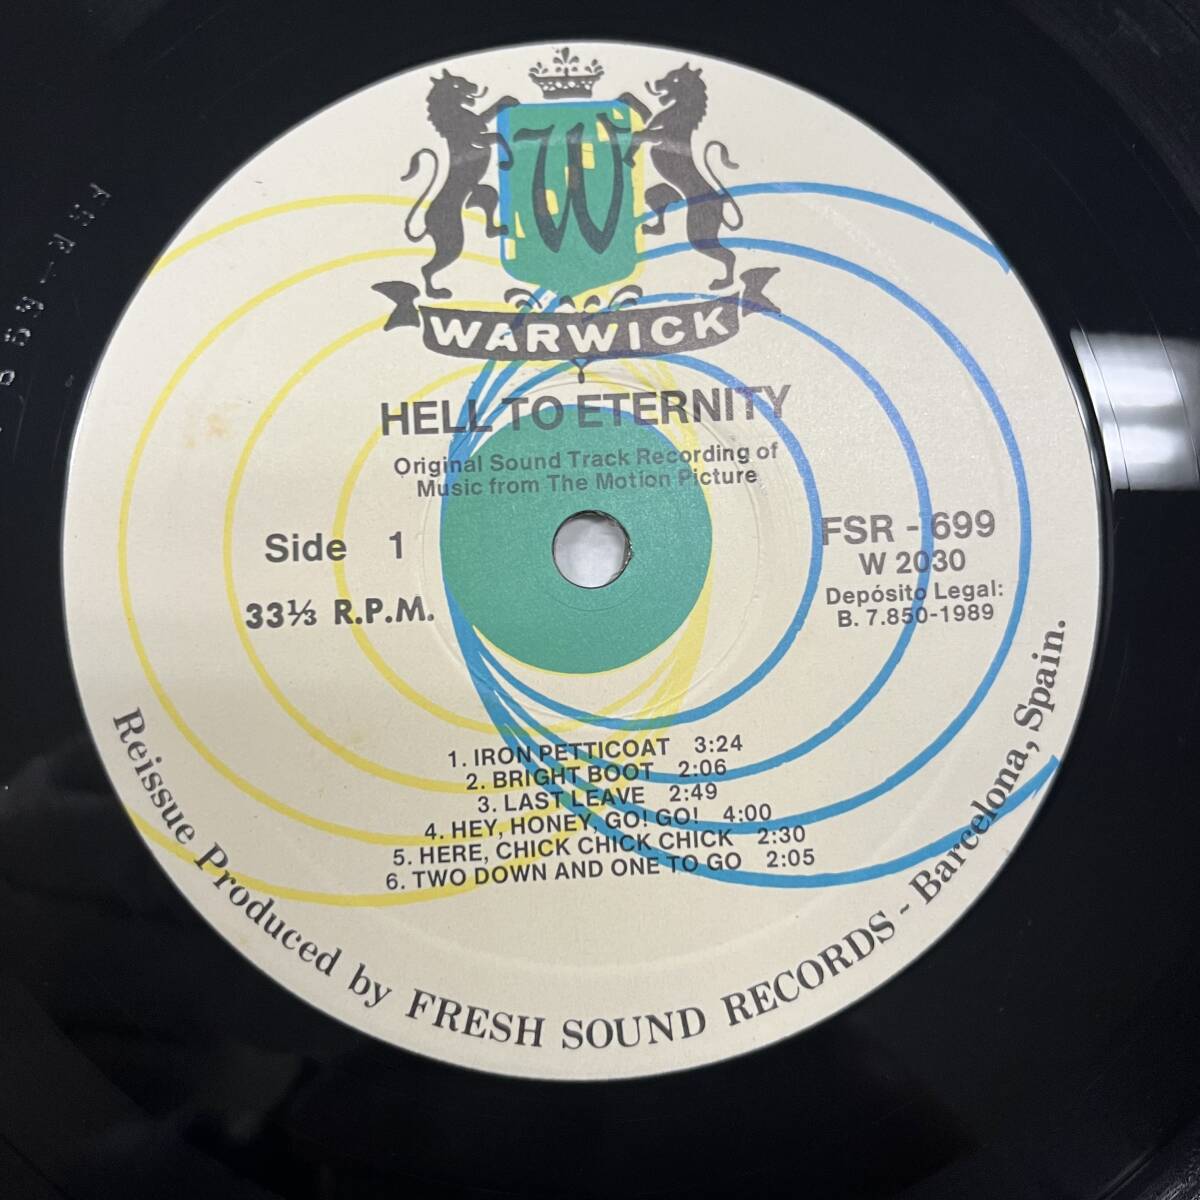 W
WARWICK
HELL TO ETERNITY
Original Sound Track Recording of
Music from The Motion Picture
Side 1
33⅓ R.P.M.
FSR - 699
W 2030
Depósito Legal:
B. 7.850-1989
1. IRON PETTICOAT 3:24
2. BRIGHT BOOT 2:06
3. LAST LEAVE 2:49
4. HEY, HONEY, GO! GO! 4:00
5. HERE, CHICK CHICK CHICK 2:30
6. TWO DOWN AND ONE TO GO 2:05
Reissue Produced by FRESH SOUND RECORDS - Barcelona, Spain.